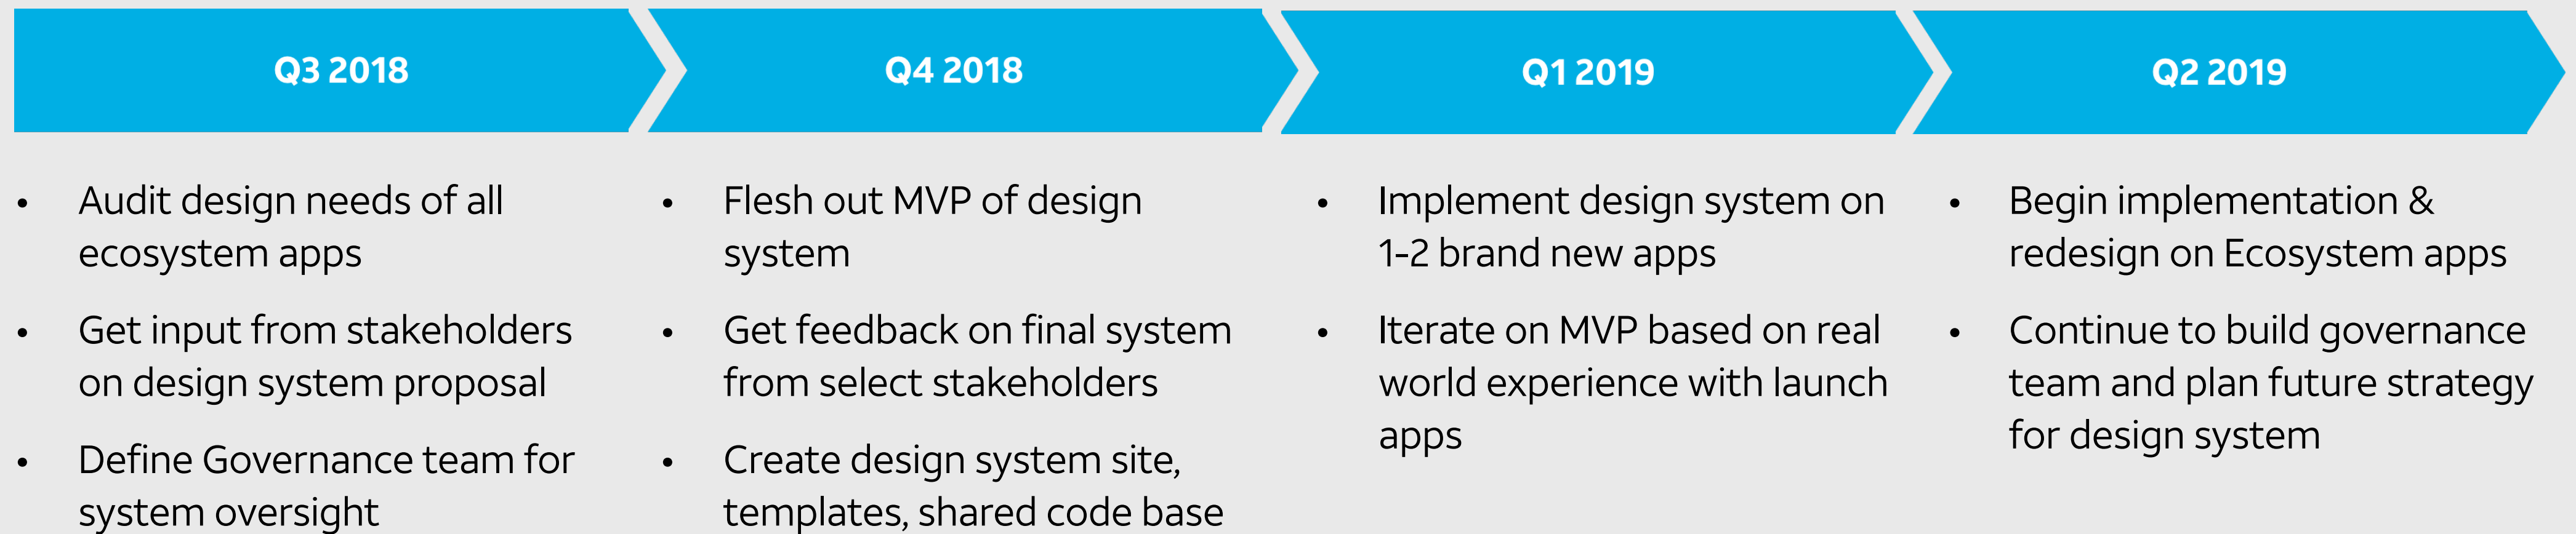 Q3 2018
Q4 2018
Q1 2019
Q2 2019
• Audit design needs of all
ecosystem apps
• Get input from stakeholders
on design system proposal
• Define Governance team for
system oversight
• Flesh out MVP of design
system
• Get feedback on final system
from select stakeholders
• Create design system site,
templates, shared code base
• Implement design system on
1-2 brand new apps
• Iterate on MVP based on real
world experience with launch
apps
• Begin implementation &
redesign on Ecosystem apps
• Continue to build governance
team and plan future strategy
for design system